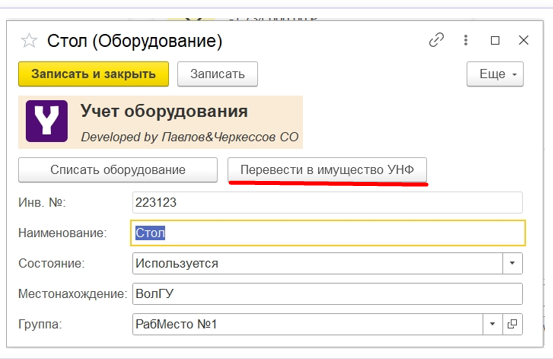 Стол (Оборудование)
Записать и закрыть
Записать
Еще
Y
Учет оборудования
Developed by Павлов&Черкессов СО
Списать оборудование
Перевести в имущество УНФ
Инв. №: 223123
Наименование: Стол
Состояние: Используется
Местонахождение: ВолГУ
Группа: РабМесто №1